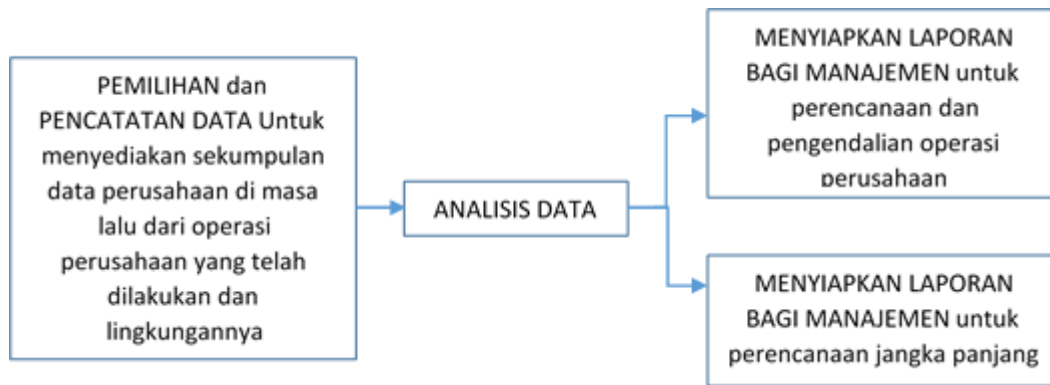 PEMILIHAN dan
PENCATATAN DATA Untuk
menyediakan sekumpulan
data perusahaan di masa
lalu dari operasi
perusahaan yang telah
dilakukan dan
lingkungannya
ANALISIS DATA
MENYIAPKAN LAPORAN
BAGI MANAJEMEN untuk
perencanaan dan
pengendalian operasi
perusahaan
MENYIAPKAN LAPORAN
BAGI MANAJEMEN untuk
perencanaan jangka panjang